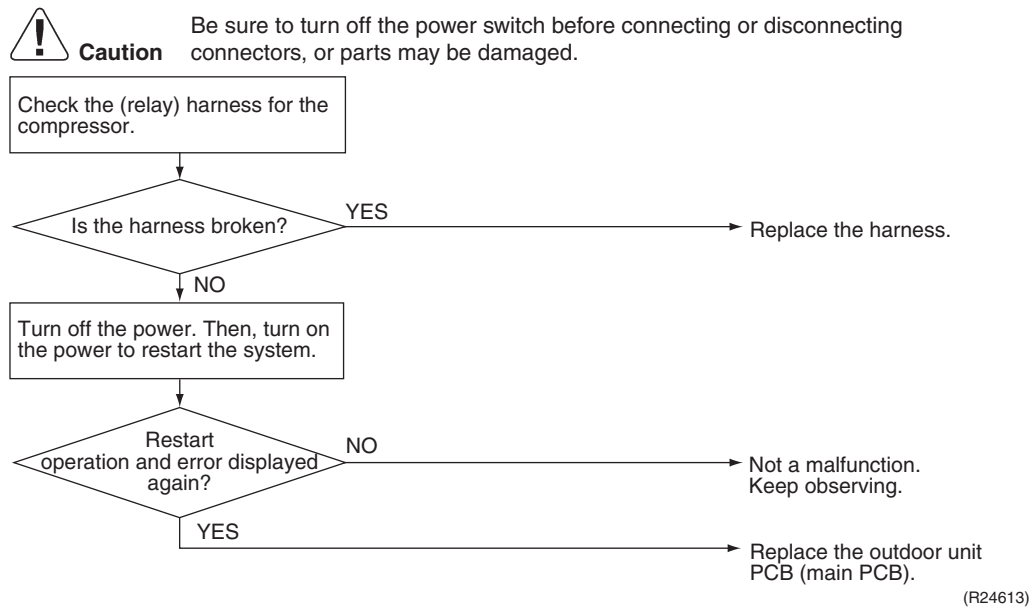 Be sure to turn off the power switch before connecting or disconnecting
Caution connectors, or parts may be damaged.
Check the (relay) harness for the
compressor.
Is the harness broken?
YES
Replace the harness.
NO
Turn off the power. Then, turn on
the power to restart the system.
Restart
operation and error displayed
again?
NO
Not a malfunction.
Keep observing.
YES
Replace the outdoor unit
PCB (main PCB).
(R24613)